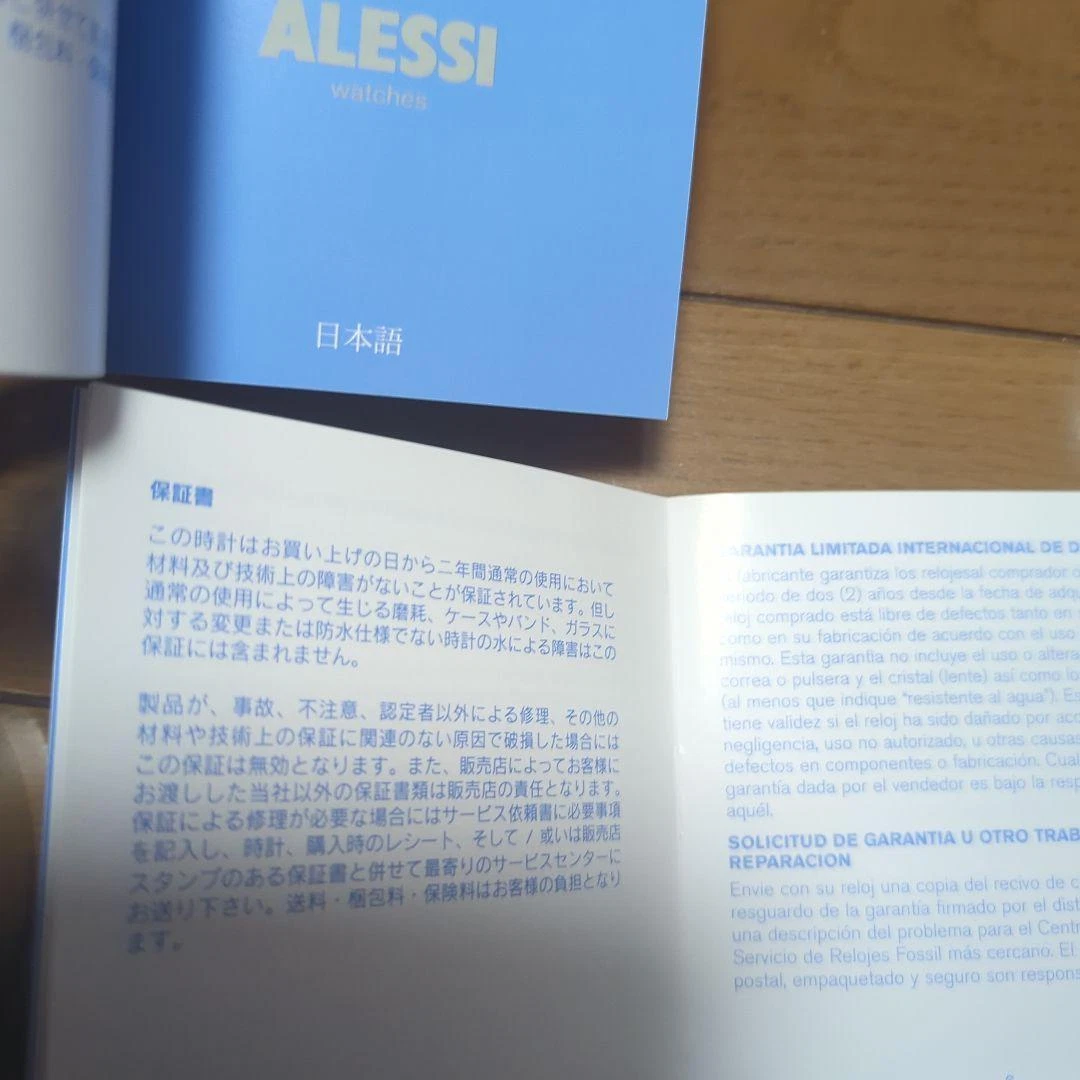 ALESSI
watches
日本語
保証書
この時計はお買い上げの日から二年間通常の使用において
材料及び技術上の障害がないことが保証されています。但し
通常の使用によって生じる磨耗、ケースやバンド、ガラスに
対する変更または防水仕様でない時計の水による障害はこの
保証には含まれません。
製品が、事故、不注意、認定者以外による修理、その他の
材料や技術上の保証に関連のない原因で破損した場合には
この保証は無効となります。また、販売店によってお客様に
お渡しした当社以外の保証書類は販売店の責任となります。
保証による修理が必要な場合にはサービス依頼書に必要事項
を記入し、時計、購入時のレシート、そして / 或いは販売店
スタンプのある保証書と併せて最寄りのサービスセンターに
お送り下さい。送料・梱包料・保険料はお客様の負担となり
ます。
ARANTIA LIMITADA INTERNACIONAL DE D
fabricante garantiza los relojesal comprador
de dos (2) años desde la fecha de adqu
comprado está libre de defectos tanto en
como en su fabricación de acuerdo con el uso
mismo. Esta garantia no incluye el uso o altera
correa o pulsera y el cristal (lente) así como lo
(al menos que indique “resistente al agua”). Es
tiene validez si el reloj ha sido dañado por acc
negligencia, uso no autorizado, u otras causas
defectos en componentes o fabricación. Cual
garantía dada por el vendedor es bajo la resp
aquél,
SOLICITUD DE GARANTIA U OTRO TRAB
REPARACION
Envie con su reloj una copia del recivo de c
resguardo de la garantía firmado por el dist
una descripción del problema para el Cent
Servicio de Relojes Fossil más cercano. El
postal, empaquetado y seguro son respons